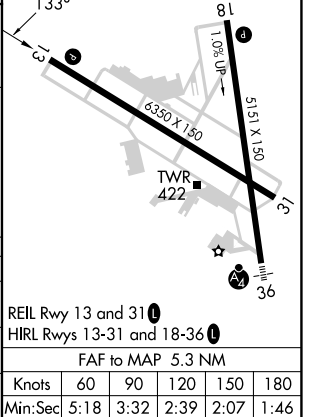 133°
13
P
18
P
1.0% UP
6350 X 150
5151 X 150
TWR
422
31
A4
36
REIL Rwy 13 and 31 L
HIRL Rwys 13-31 and 18-36 L
FAF to MAP 5.3 NM
Knots 60 90 120 150 180
Min:Sec 5:18 3:32 2:39 2:07 1:46